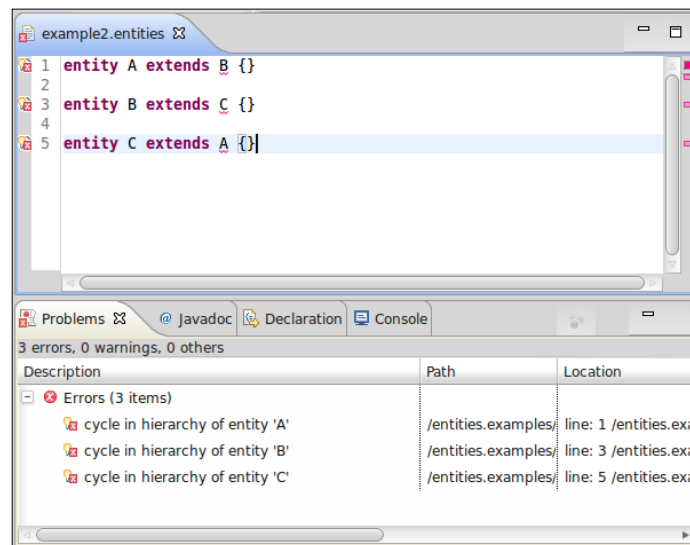 example2.entities
1 entity A extends B {}
2
3 entity B extends C {}
4
5 entity C extends A {}
Problems @ Javadoc Declaration Console
3 errors, 0 warnings, 0 others
Description Path Location
Errors (3 items)
cycle in hierarchy of entity 'A' /entities.examples/ line: 1 /entities.exa
cycle in hierarchy of entity 'B' /entities.examples/ line: 3 /entities.exa
cycle in hierarchy of entity 'C' /entities.examples/ line: 5 /entities.exa